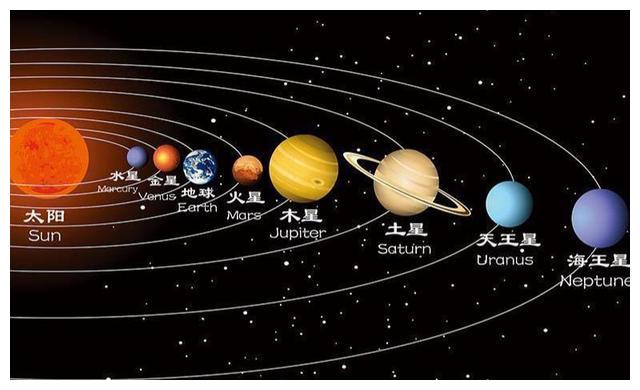 太阳
Sun
水星
Mercury
金星
Venus
地球
Earth
火星
Mars
木星
Jupiter
土星
Saturn
天王星
Uranus
海王星
Neptune